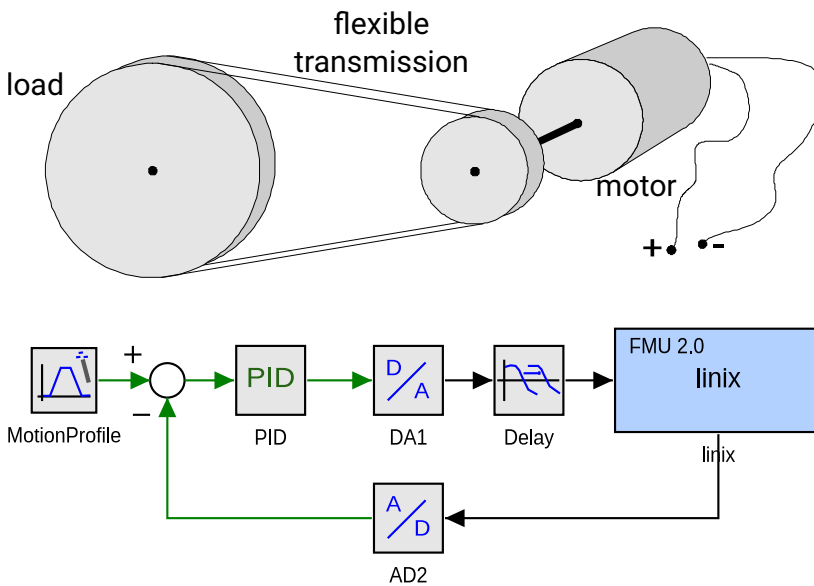 flexible
transmission
load
motor
+
-
FMU 2.0
linix
+
PID
D
A
−
MotionProfile
PID
DA1
Delay
linix
A
D
AD2